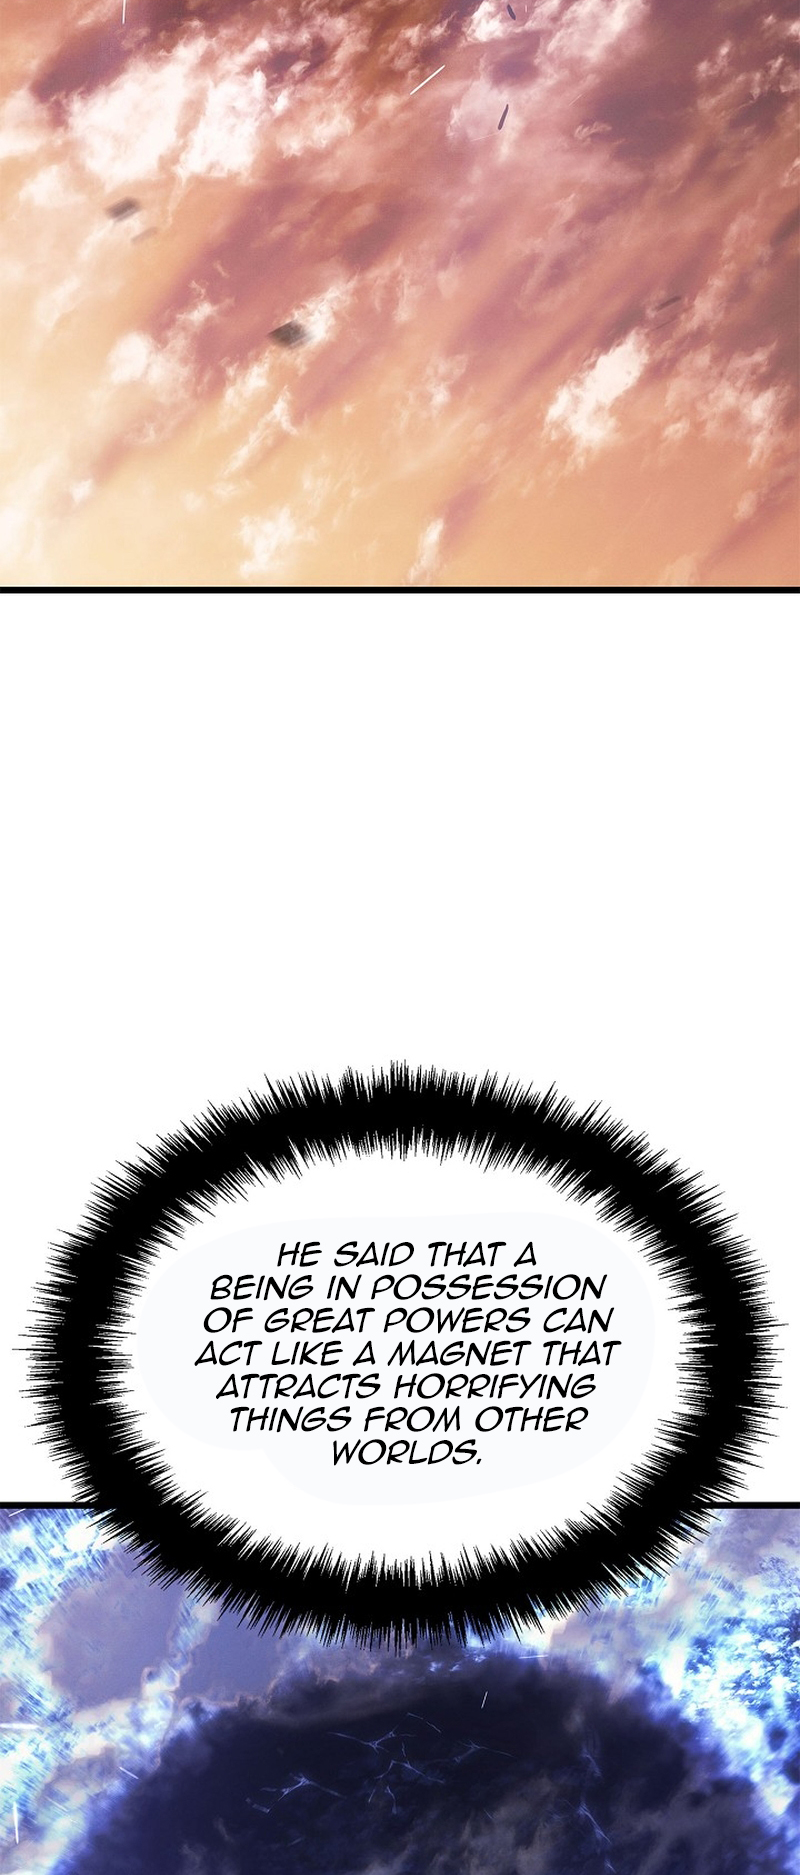 HE SAID THAT A
BEING IN POSSESSION
OF GREAT POWERS CAN
ACT LIKE A MAGNET THAT
ATTRACTS HORRIFYING
THINGS FROM OTHER
WORLDS.